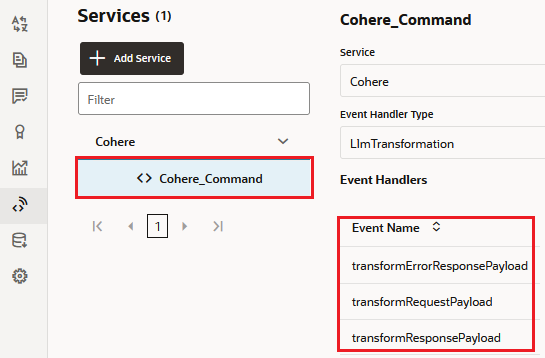 Services (1)
Add Service
Filter
Cohere
Cohere_Command
1
Cohere_Command
Service
Cohere
Event Handler Type
LlmTransformation
Event Handlers
Event Name
transformErrorResponsePayload
transformRequestPayload
transformResponsePayload